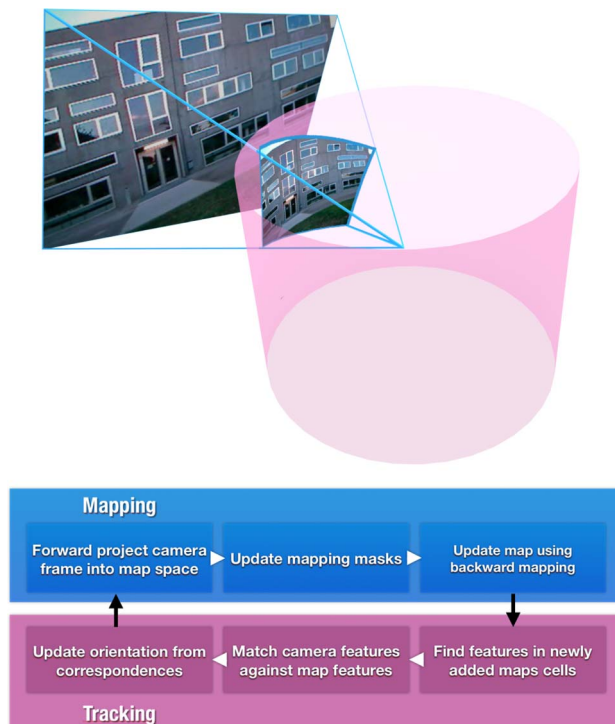 Mapping
Forward project camera
frame into map space
Update mapping masks
Update map using
backward mapping
Update orientation from
correspondences
Match camera features
against map features
Find features in newly
added maps cells
Tracking